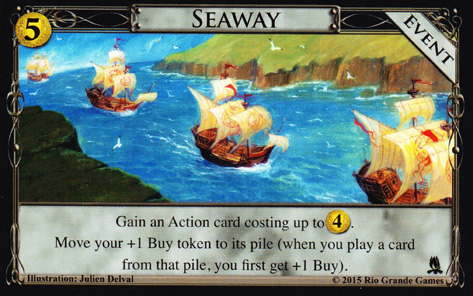 SEAWAY
5
EVENT
Gain an Action card costing up to 4.
Move your +1 Buy token to its pile (when you play a card
from that pile, you first get +1 Buy).
Illustration: Julien Delval
©2015 Rio Grande Games